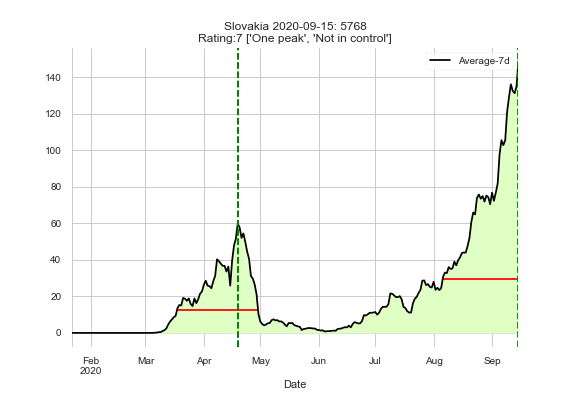 Slovakia 2020-09-15: 5768
Rating:7 ['One peak', 'Not in control']
Average-7d
140
120
100
80
60
40
20
0
Feb
2020
Mar
Apr
May
Jun
Jul
Aug
Sep
Date